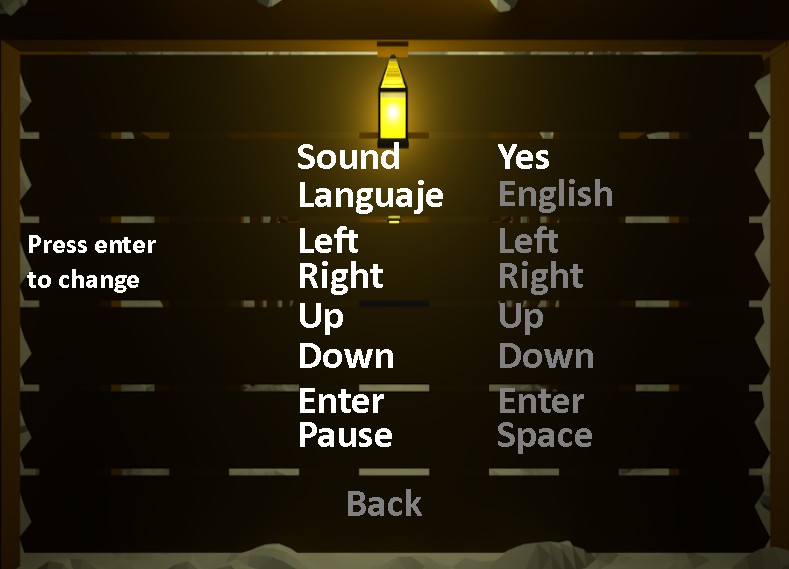 Sound Yes
Languaje English
Left Left
Press enter
to change
Right Right
Up Up
Down Down
Enter Enter
Pause Space
Back